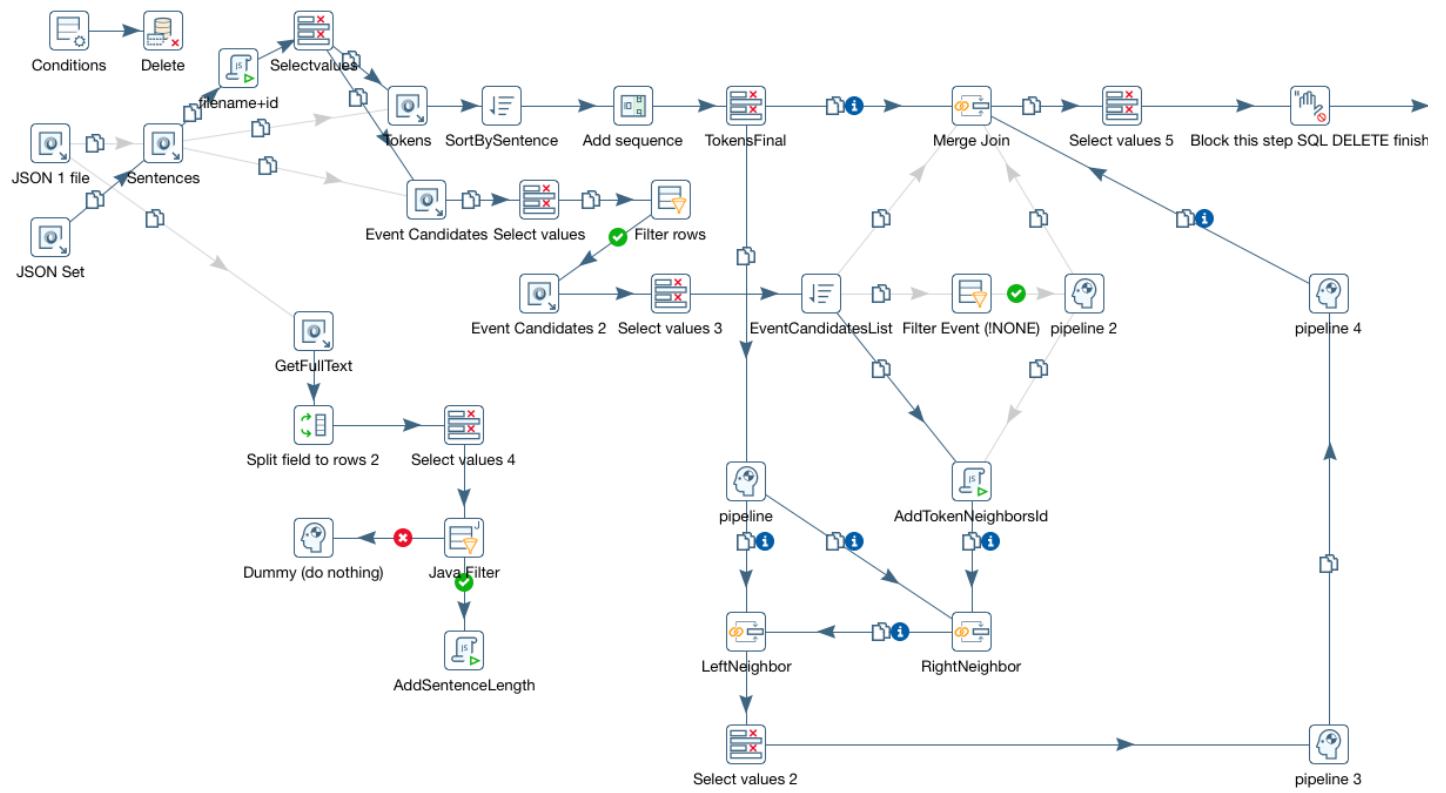 Conditions
Delete
Selectvalues
filename+id
Tokens
SortBySentence
Add sequence
TokensFinal
Merge Join
Select values 5
Block this step SQL DELETE finish
JSON 1 file
Sentences
Event Candidates
Select values
Filter rows
JSON Set
Event Candidates 2
Select values 3
EventCandidatesList
Filter Event (!NONE)
pipeline 2
pipeline 4
GetFullText
Split field to rows 2
Select values 4
pipeline
AddTokenNeighborsId
Dummy (do nothing)
Java Filter
LeftNeighbor
RightNeighbor
AddSentenceLength
Select values 2
pipeline 3